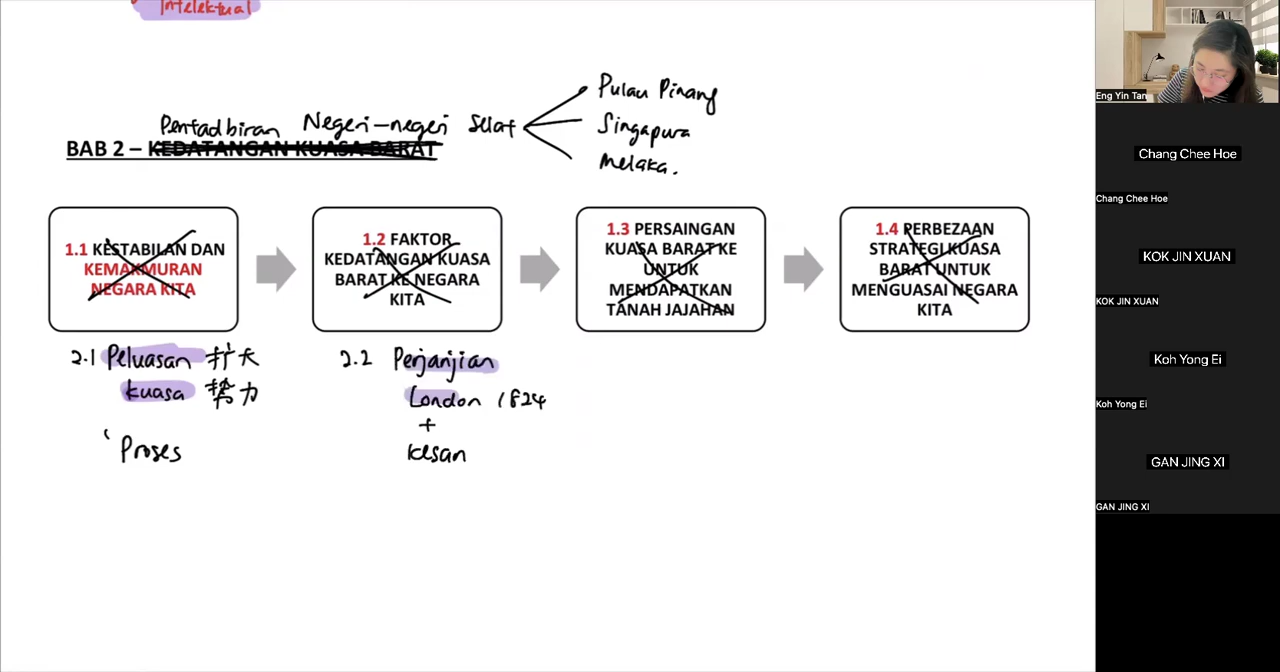 Intelektual
Pentadbiran Negeri-negeri Selat
Pulau Pinang
Singapura
Melaka.
BAB 2 – KEDATANGAN KUASA BARAT
1.1 KESTABILAN DAN
KEMAKMURAN
NEGARA KITA
1.2 FAKTOR
KEDATANGAN KUASA
BARAT KE NEGARA
KITA
1.3 PERSAINGAN
KUASA BARAT KE
UNTUK
MENDAPATKAN
TANAH JAJAHAN
1.4 PERBEZAAN
STRATEGI KUASA
BARAT UNTUK
MENGUASAI NEGARA
KITA
2.1 Peluasan 扩大
kuasa 势力
Proses
2.2 Perjanjian
London 1824
+
kesan
Eng Yin Tan
Chang Chee Hoe
Chang Chee Hoe
KOK JIN XUAN
KOK JIN XUAN
Koh Yong Ei
Koh Yong Ei
GAN JING XI
GAN JING XI